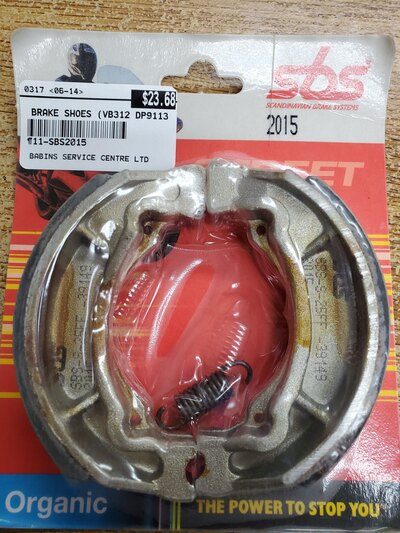 0317 <06-14>
$23.68
BRAKE SHOES (VB312 DP9113
¶11-SBS2015
BABINS SERVICE CENTRE LTD
sbs
SCANDINAVIAN BRAKE SYSTEMS
2015
EET
Organic
THE POWER TO STOP YOU